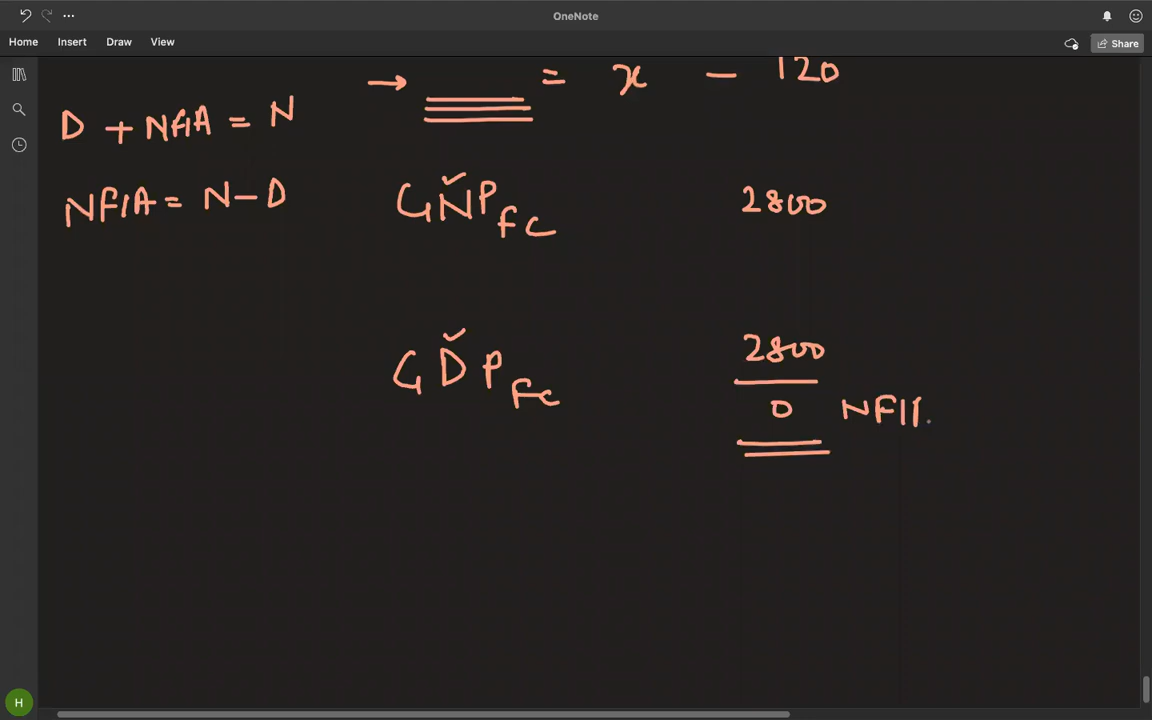 OneNote
Home Insert Draw View
Share
→ = x - 120
D + NFIA = N
NFIA = N - D
GNP FC 2800
GDP FC 2800
0 NFI
H